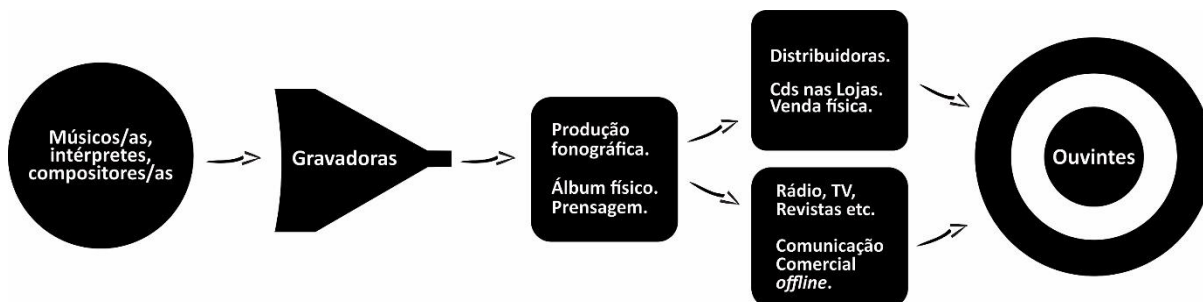 Músicos/as,
intérpretes,
compositores/as
Gravadoras
Produção
fonográfica.
Álbum físico.
Prensagem.
Distribuidoras.
Cds nas Lojas.
Venda física.
Rádio, TV,
Revistas etc.
Comunicação
Comercial
offline.
Ouvintes